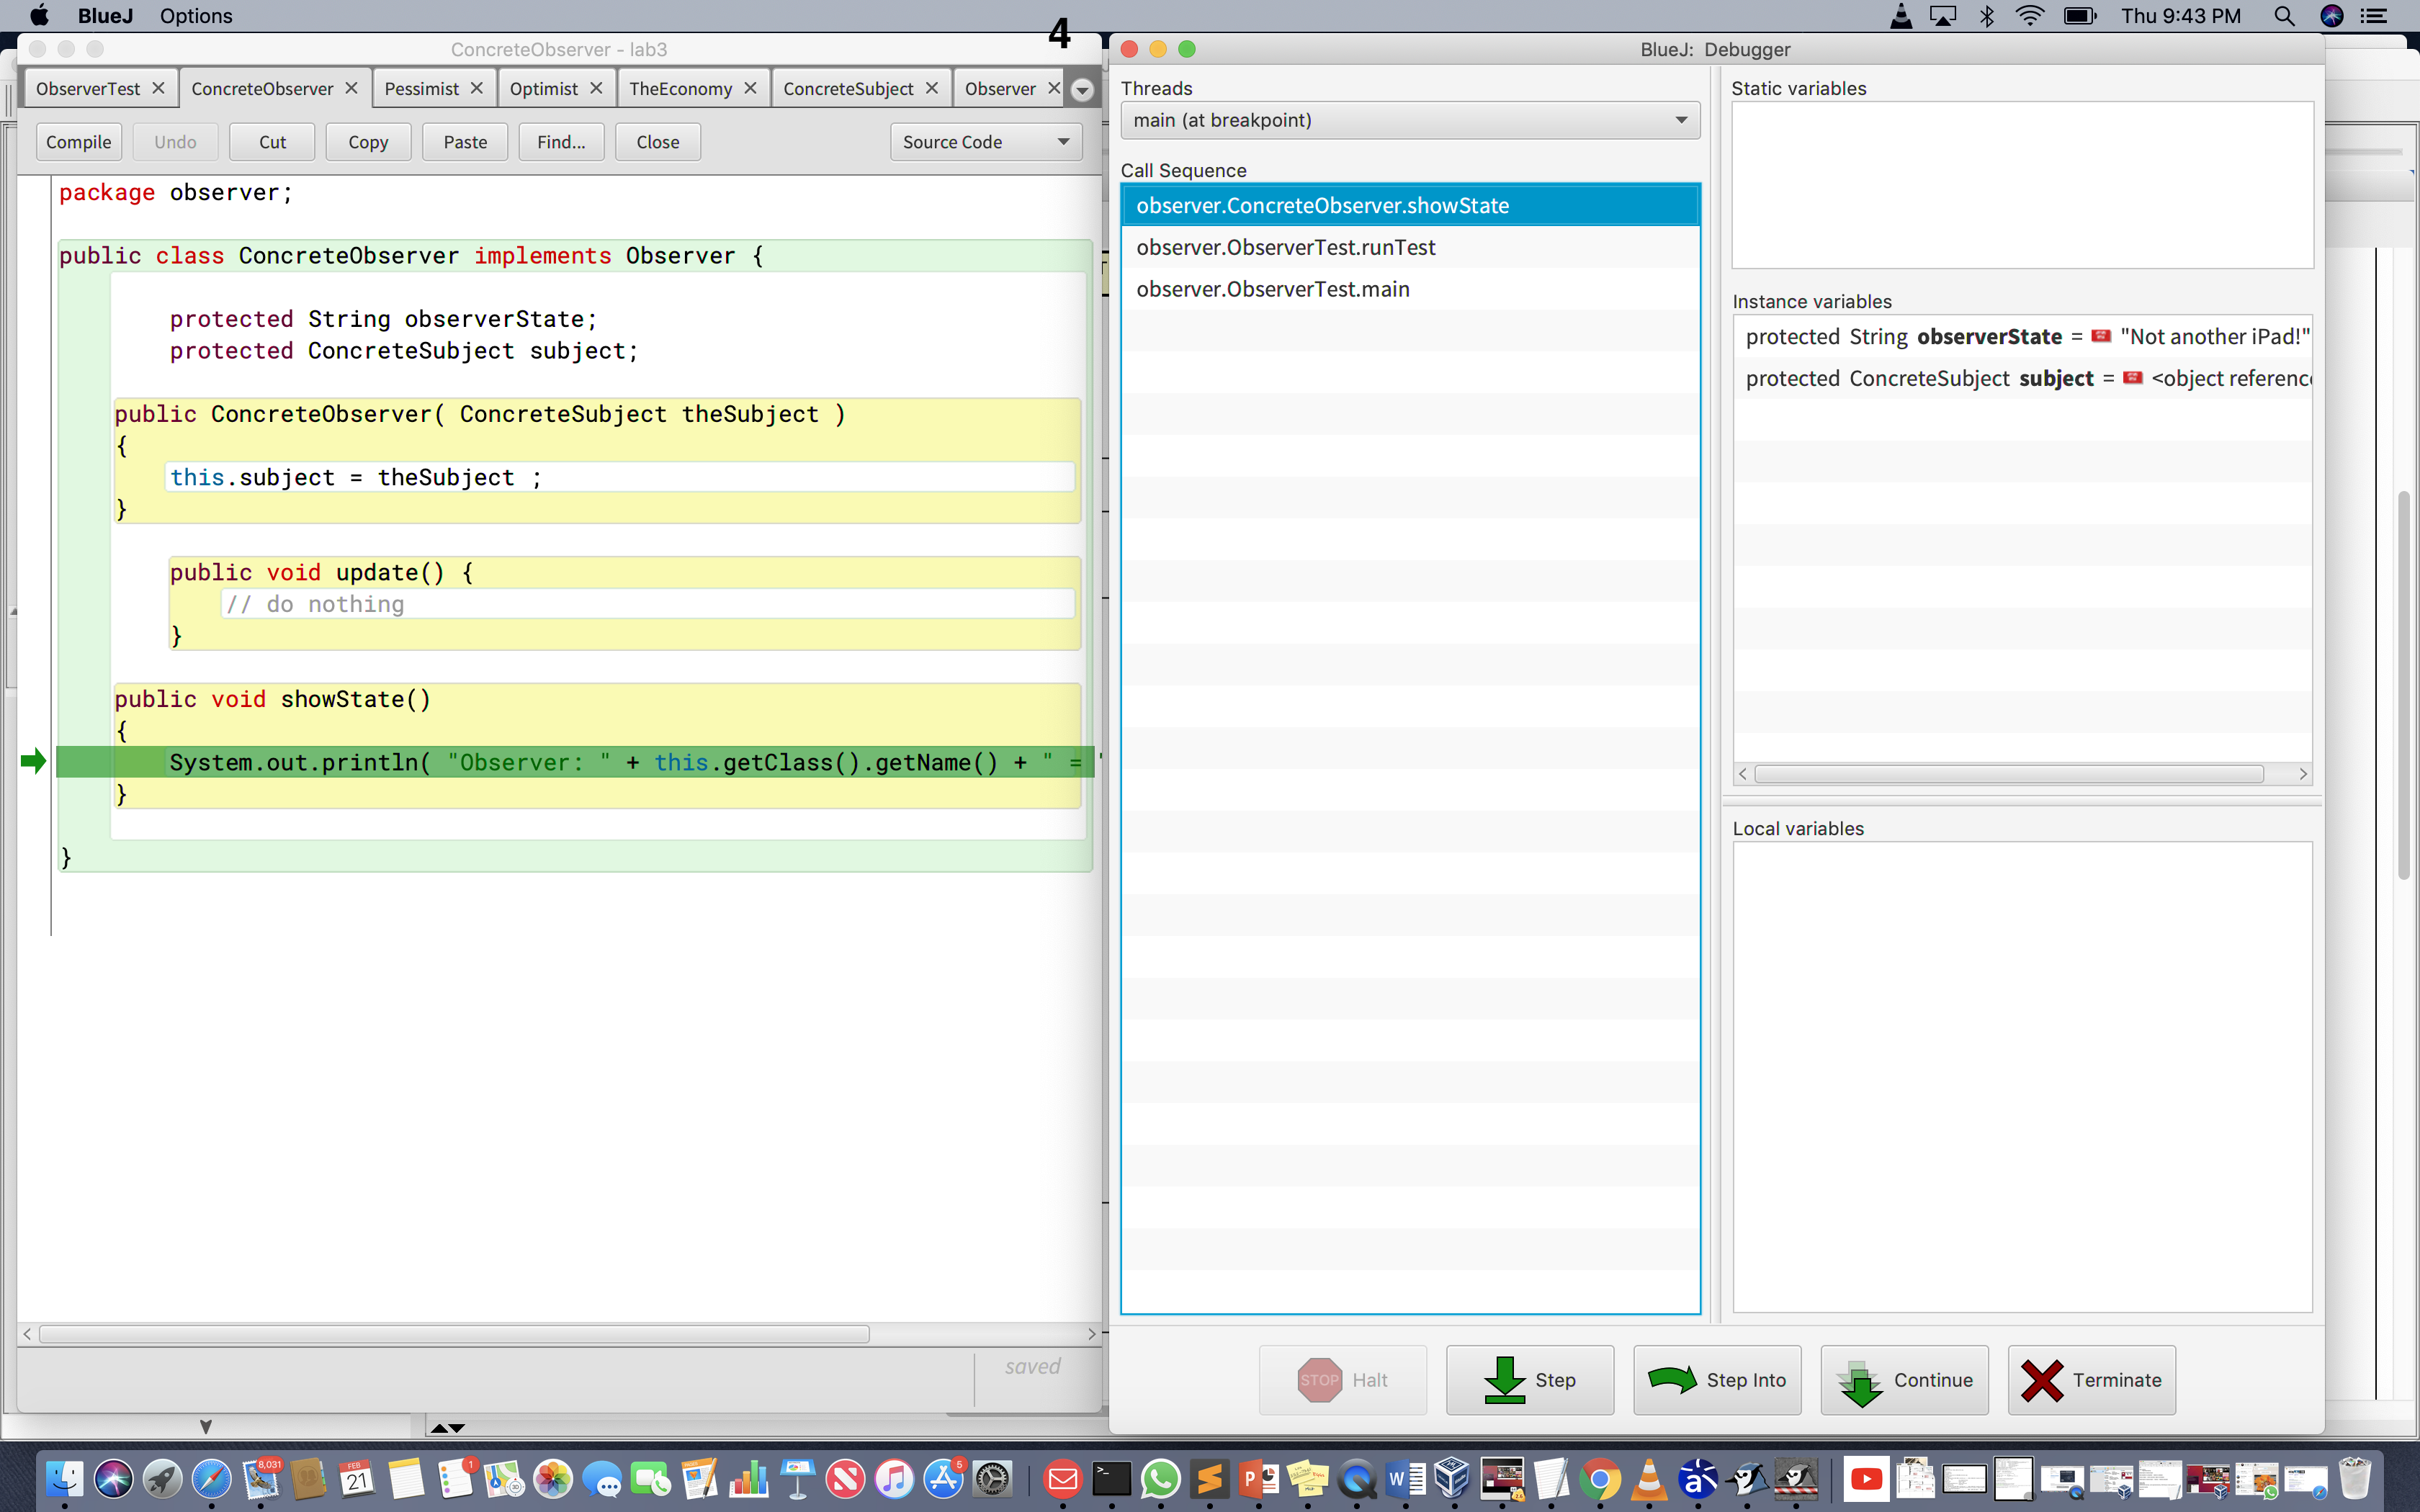 BlueJ Options
4
Thu 9:43 PM
ConcreteObserver - lab3
ObserverTest ConcreteObserver Pessimist Optimist TheEconomy ConcreteSubject Observer
Compile Undo Cut Copy Paste Find... Close Source Code
package observer;
public class ConcreteObserver implements Observer {
protected String observerState;
protected ConcreteSubject subject;
public ConcreteObserver( ConcreteSubject theSubject )
{
this.subject = theSubject ;
}
public void update() {
// do nothing
}
public void showState()
{
System.out.println( "Observer: " + this.getClass().getName() + " = "
}
}
saved
BlueJ: Debugger
Threads
main (at breakpoint)
Call Sequence
observer.ConcreteObserver.showState
observer.ObserverTest.runTest
observer.ObserverTest.main
Static variables
Instance variables
protected String observerState = "Not another iPad!"
protected ConcreteSubject subject = <object reference
Local variables
STOP Halt
Step
Step Into
Continue
Terminate
8,031
FEB
21
1
5